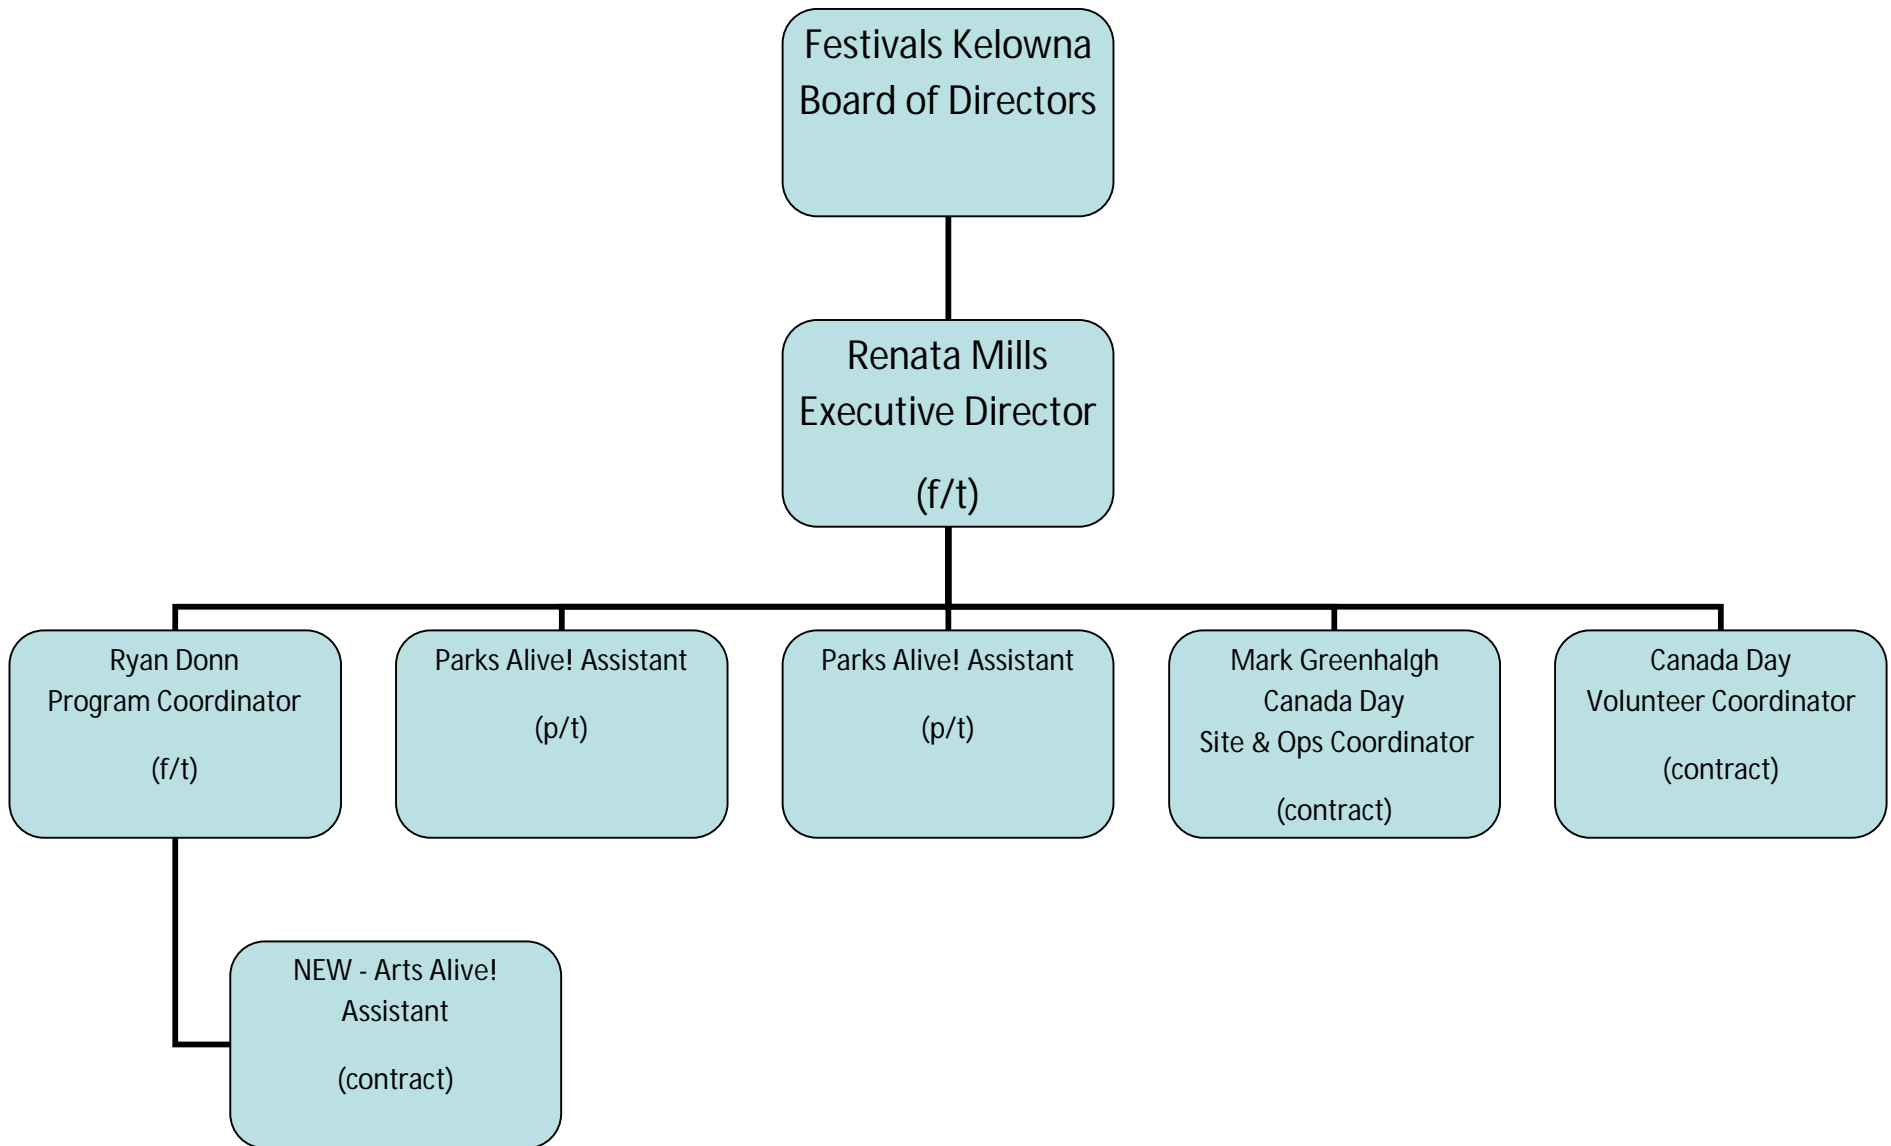 Festivals Kelowna
Board of Directors
Renata Mills
Executive Director
(f/t)
Ryan Donn
Program Coordinator
(f/t)
Parks Alive! Assistant
(p/t)
Parks Alive! Assistant
(p/t)
Mark Greenhalgh
Canada Day
Site & Ops Coordinator
(contract)
Canada Day
Volunteer Coordinator
(contract)
NEW - Arts Alive!
Assistant
(contract)